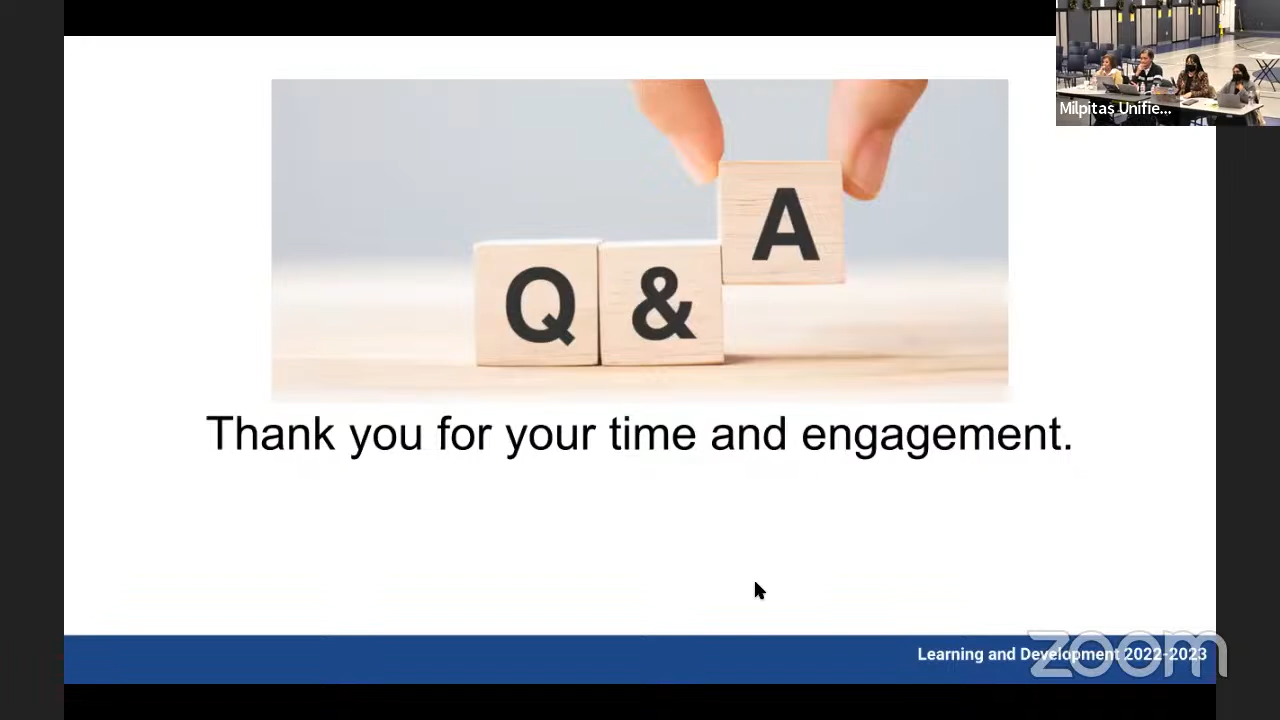 Milpitas Unifie...
Q & A
Thank you for your time and engagement.
Learning and Development 2022-2023
zoom